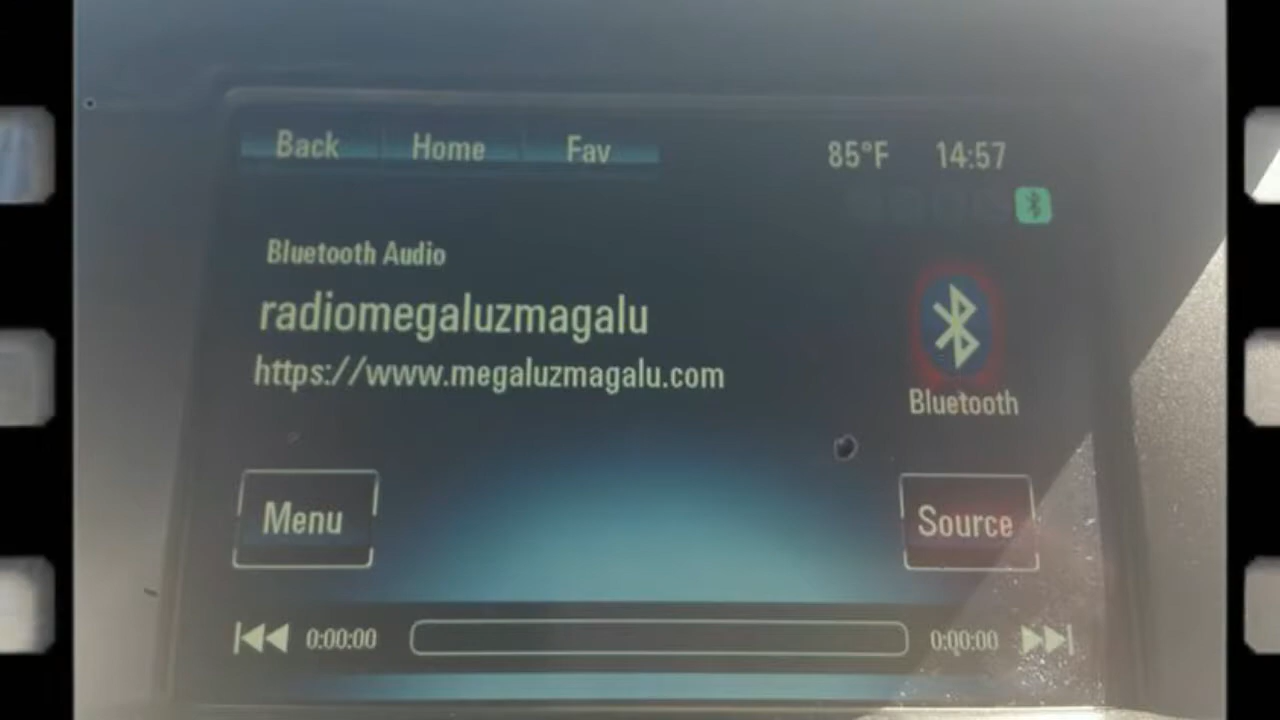 Back Home Fav 85°F 14:57
Bluetooth Audio
radiomegaluzmagalu
https://www.megaluzmagalu.com
Bluetooth
Menu
Source
0:00:00 0:00:00